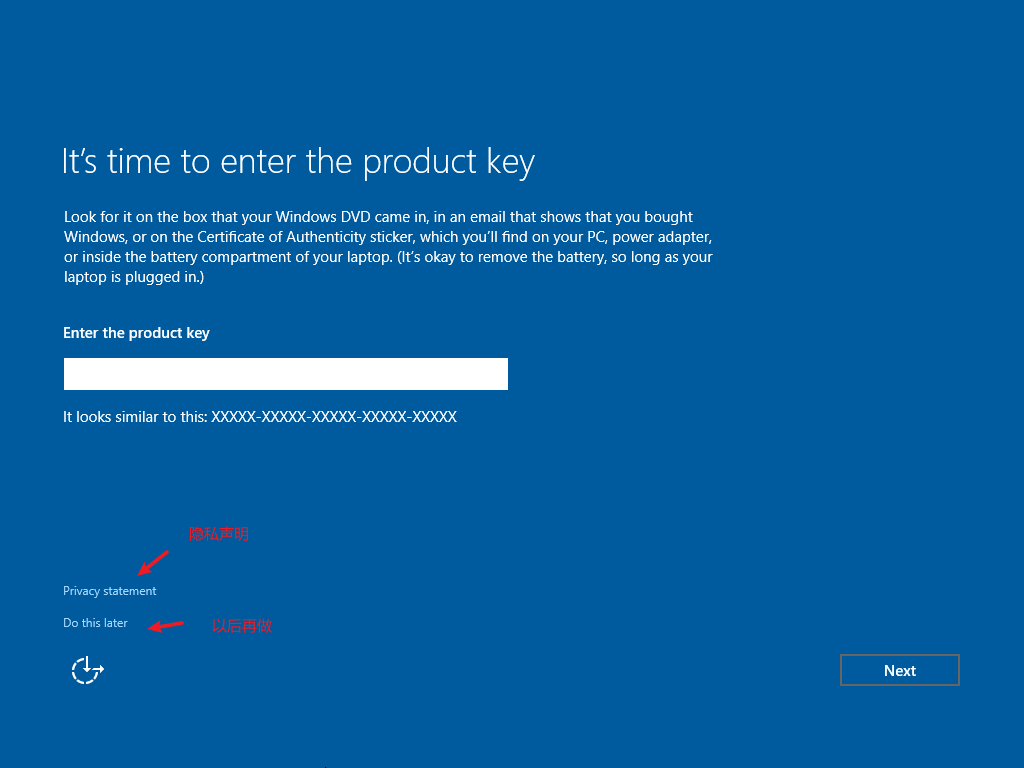 It's time to enter the product key
Look for it on the box that your Windows DVD came in, in an email that shows that you bought
Windows, or on the Certificate of Authenticity sticker, which you'll find on your PC, power adapter,
or inside the battery compartment of your laptop. (It's okay to remove the battery, so long as your
laptop is plugged in.)
Enter the product key
It looks similar to this: XXXXX-XXXXX-XXXXX-XXXXX-XXXXX
隐私声明
Privacy statement
Do this later
以后再做
Next